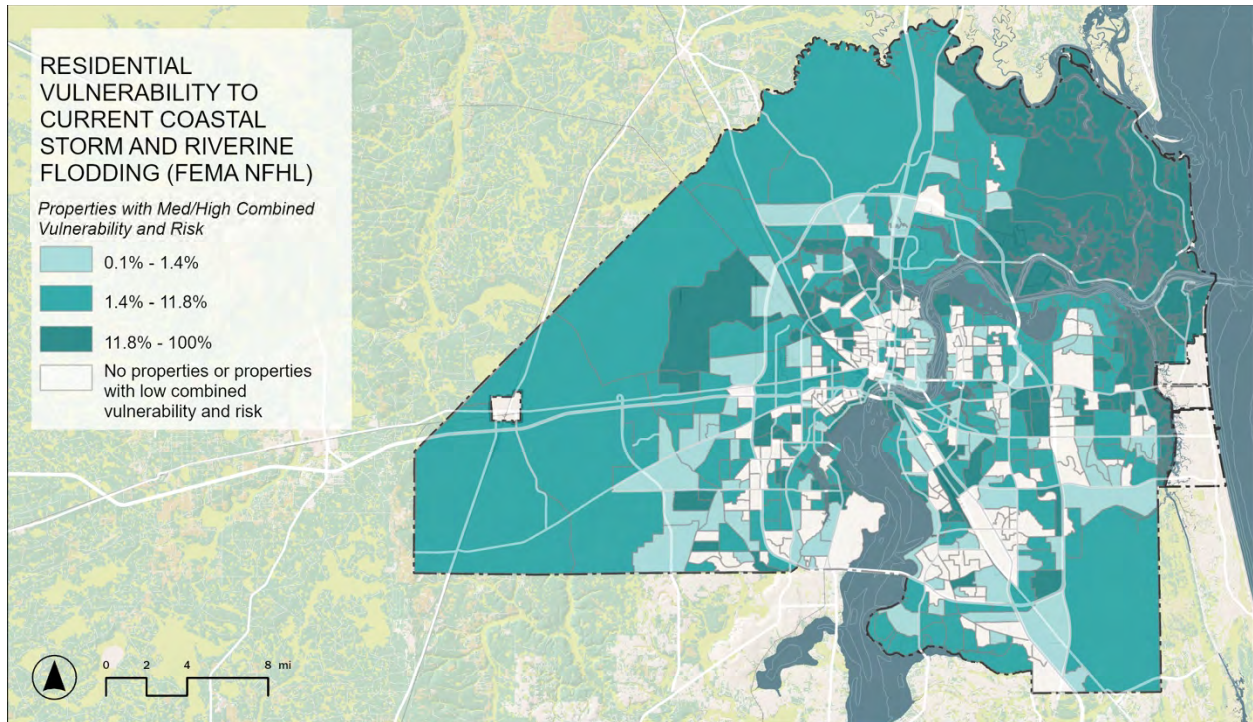 RESIDENTIAL
VULNERABILITY TO
CURRENT COASTAL
STORM AND RIVERINE
FLOODING (FEMA NFHL)
Properties with Med/High Combined
Vulnerability and Risk
0.1% - 1.4%
1.4% - 11.8%
11.8% - 100%
No properties or properties
with low combined
vulnerability and risk
0 2 4 8 mi